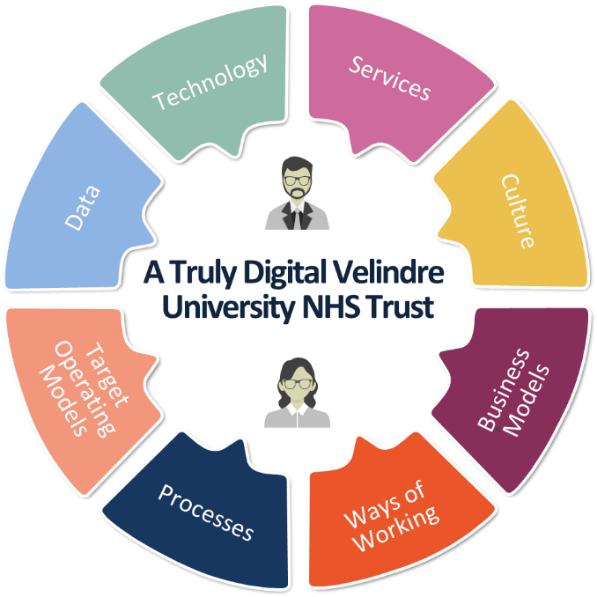 Technology
Services
Culture
Business
Models
Ways of
Working
Processes
Target
Operating
Models
Data
A Truly Digital Velindre
University NHS Trust